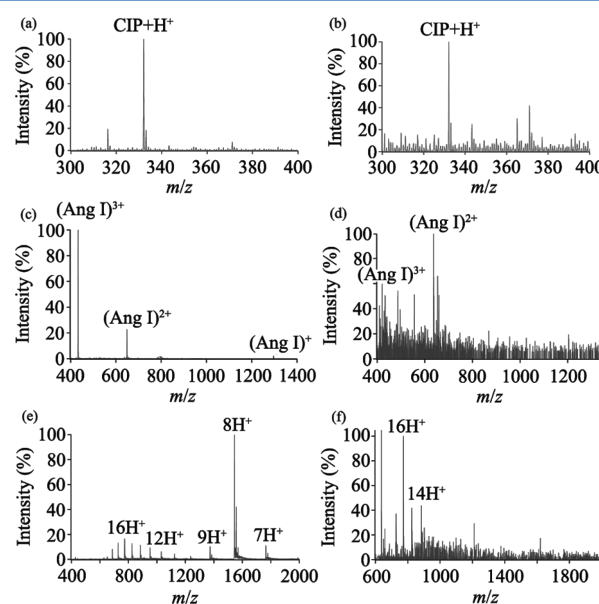 (a)
CIP+H⁺
Intensity (%)
100
80
60
40
20
0
300 320 340 360 380 400
m/z
(b)
CIP+H⁺
Intensity (%)
100
80
60
40
20
0
300 320 340 360 380 400
m/z
(c)
(Ang I)³⁺
(Ang I)²⁺
(Ang I)⁺
Intensity (%)
100
80
60
40
20
0
400 600 800 1000 1200 1400
m/z
(d)
(Ang I)²⁺
(Ang I)³⁺
Intensity (%)
100
80
60
40
20
0
400 600 800 1000 1200
m/z
(e)
8H⁺
16H⁺
12H⁺
9H⁺
7H⁺
Intensity (%)
100
80
60
40
20
0
400 800 1200 1600 2000
m/z
(f)
16H⁺
14H⁺
Intensity (%)
100
80
60
40
20
0
600 1000 1400 1800
m/z